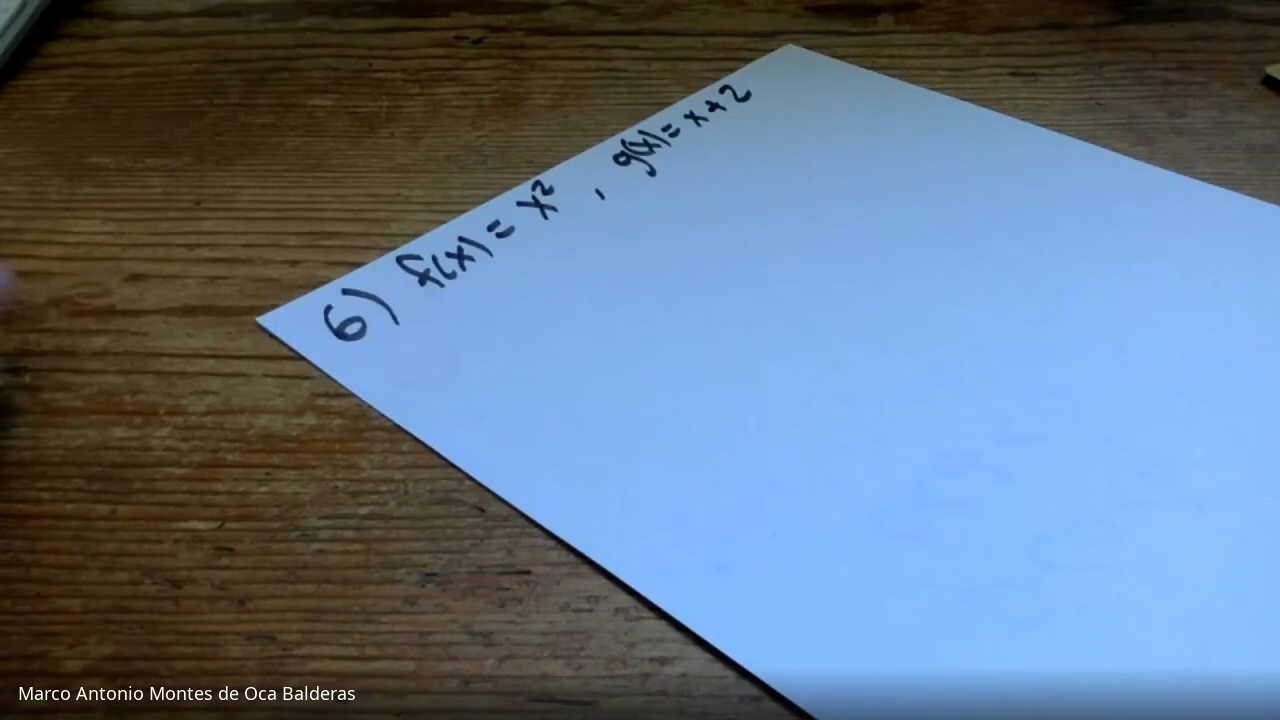 6) f(x) = x² , g(x) = x+2
Marco Antonio Montes de Oca Balderas